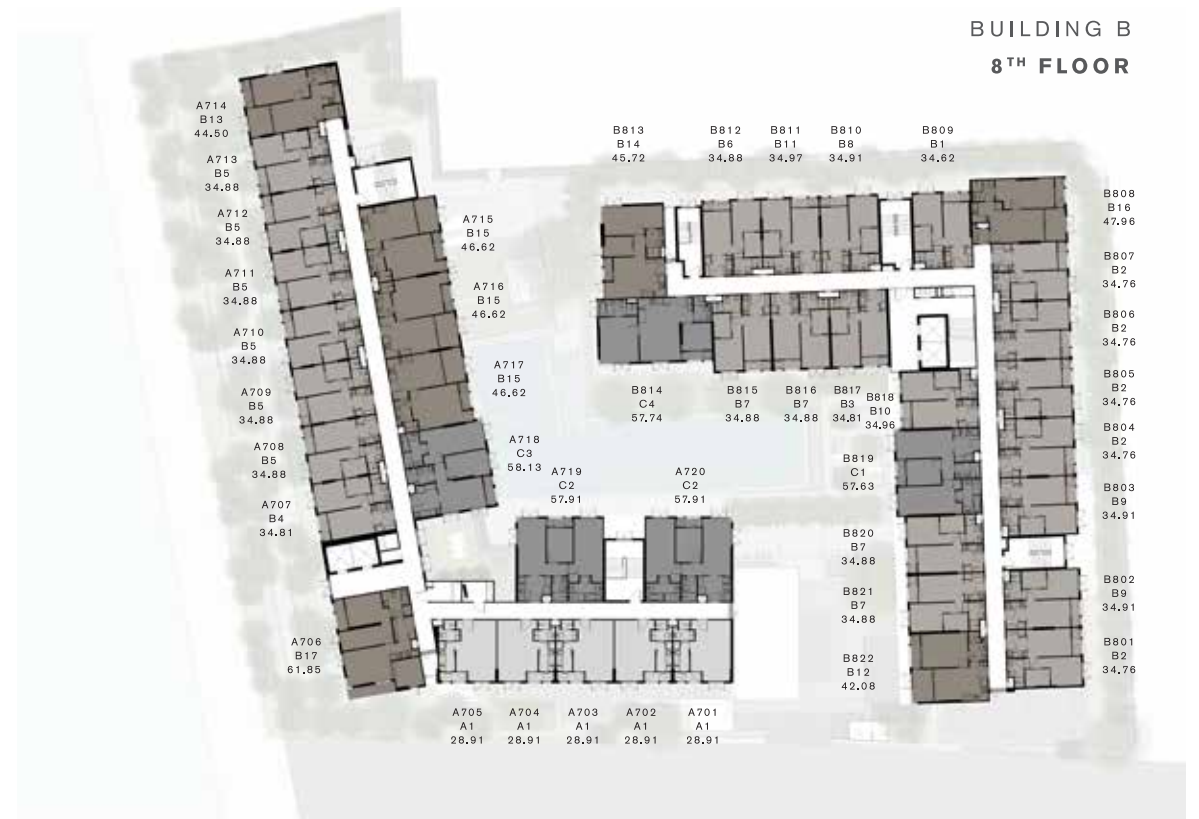 BUILDING B
8TH FLOOR
A714
B13
44.50
A713
B5
34.88
A712
B5
34.88
A711
B5
34.88
A710
B5
34.88
A709
B5
34.88
A708
B5
34.88
A707
B4
34.81
A706
B17
61.85
A715
B15
46.62
A716
B15
46.62
A717
B15
46.62
A718
C3
58.13
A719
C2
57.91
A720
C2
57.91
A705
A1
28.91
A704
A1
28.91
A703
A1
28.91
A702
A1
28.91
A701
A1
28.91
B813
B14
45.72
B812
B6
34.88
B811
B11
34.97
B810
B8
34.91
B809
B1
34.62
B808
B16
47.96
B807
B2
34.76
B806
B2
34.76
B805
B2
34.76
B804
B2
34.76
B803
B9
34.91
B802
B9
34.91
B801
B2
34.76
B814
C4
57.74
B815
B7
34.88
B816
B7
34.88
B817
B3
34.81
B818
B10
34.96
B819
C1
57.63
B820
B7
34.88
B821
B7
34.88
B822
B12
42.08